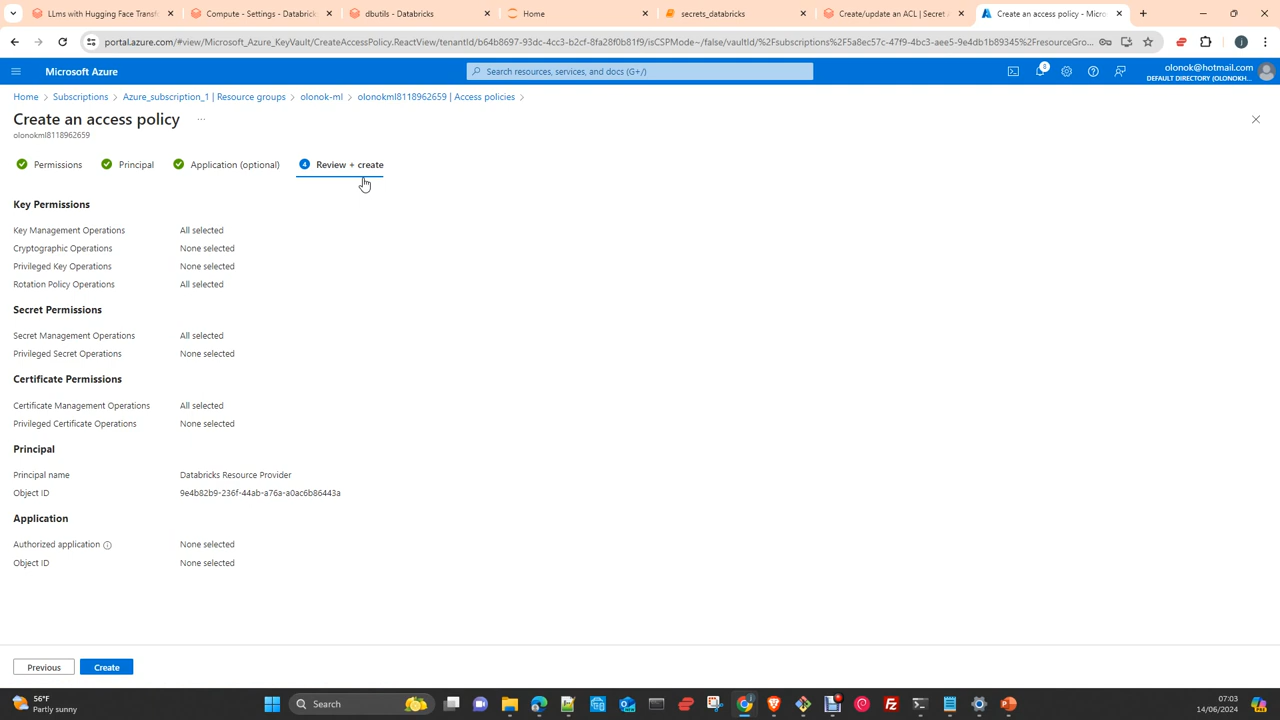 LLms with Hugging Face Transf
Compute - Settings - Databrick
dbutils - Databricks
Home
secrets_databricks
Create/update an ACL | Secret
Create an access policy - Micro
portal.azure.com/#view/Microsoft_Azure_KeyVault/CreateAccessPolicy.ReactView/tenantId/b64b8697-93dc-4cc3-b2cf-8fa28f0b81f9/isCSPMode~/false/vaultId/%2Fsubscriptions%2F5a8ec57c-47f9-4bc3-aee5-9e4db1b89345%2FresourceGro...
Microsoft Azure
Search resources, services, and docs (G+/)
8
olonok@hotmail.com
DEFAULT DIRECTORY (OLONOKH...
Home > Subscriptions > Azure_subscription_1 | Resource groups > olonok-ml > olonokml8118962659 | Access policies >
Create an access policy ...
olonokml8118962659
Permissions
Principal
Application (optional)
4 Review + create
Key Permissions
Key Management Operations All selected
Cryptographic Operations None selected
Privileged Key Operations None selected
Rotation Policy Operations All selected
Secret Permissions
Secret Management Operations All selected
Privileged Secret Operations None selected
Certificate Permissions
Certificate Management Operations All selected
Privileged Certificate Operations None selected
Principal
Principal name Databricks Resource Provider
Object ID 9e4b82b9-236f-44ab-a76a-a0ac6b86443a
Application
Authorized application None selected
Object ID None selected
Previous
Create
56°F
Partly sunny
Search
07:03
14/06/2024